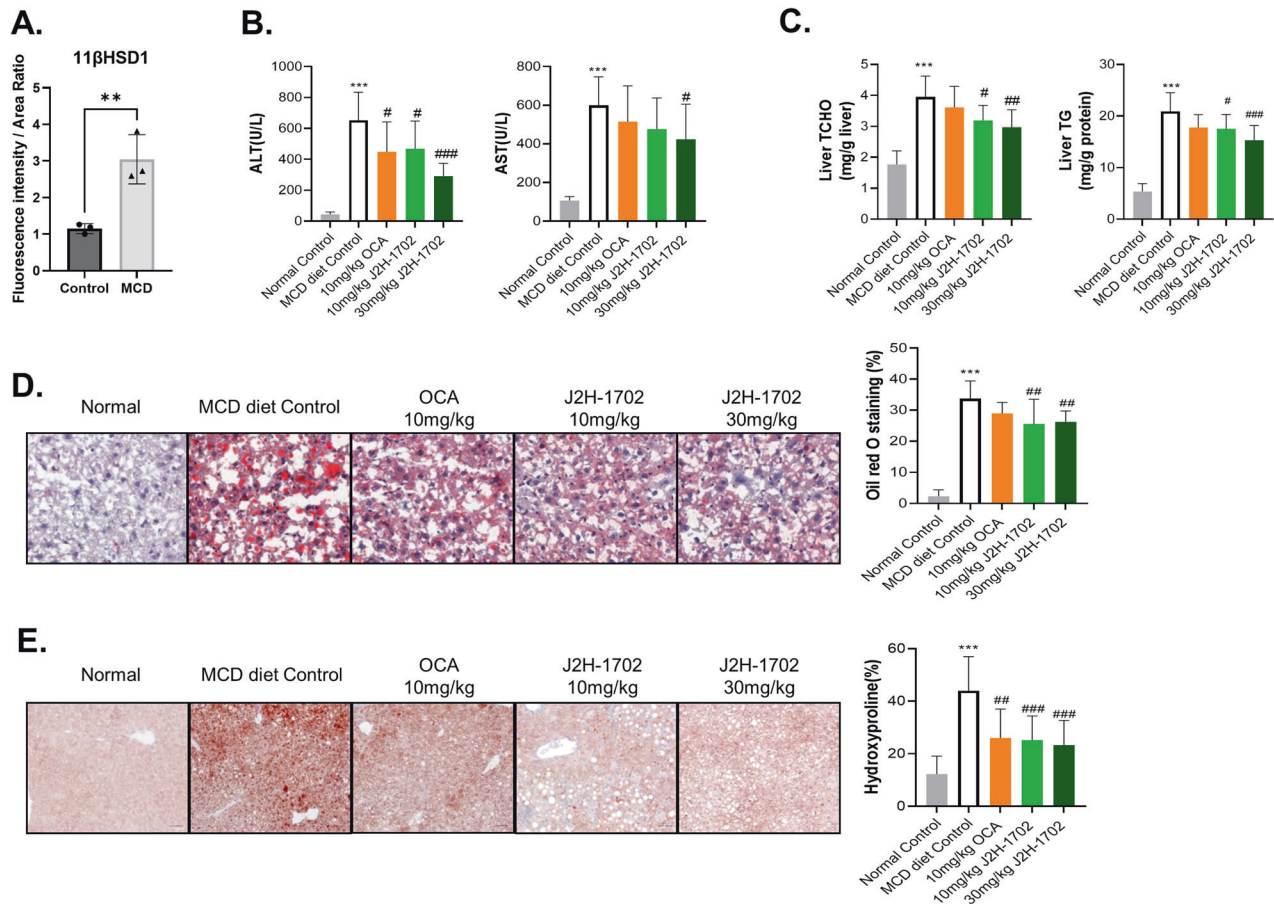 A.
11βHSD1
Fluorescence intensity / Area Ratio
5
4
3
2
1
0
**
Control
MCD
B.
ALT(U/L)
1000
800
600
400
200
0
***
#
#
###
Normal Control
MCD diet Control
10mg/kg OCA
10mg/kg J2H-1702
30mg/kg J2H-1702
AST(U/L)
800
600
400
200
0
***
#
Normal Control
MCD diet Control
10mg/kg OCA
10mg/kg J2H-1702
30mg/kg J2H-1702
C.
Liver TCHO
(mg/g liver)
6
5
4
3
2
1
0
***
#
##
Normal Control
MCD diet Control
10mg/kg OCA
10mg/kg J2H-1702
30mg/kg J2H-1702
Liver TG
(mg/g protein)
30
20
10
0
***
#
###
Normal Control
MCD diet Control
10mg/kg OCA
10mg/kg J2H-1702
30mg/kg J2H-1702
D.
Normal
MCD diet Control
OCA
10mg/kg
J2H-1702
10mg/kg
J2H-1702
30mg/kg
Oil red O staining (%)
50
40
30
20
10
0
***
##
##
Normal Control
MCD diet Control
10mg/kg OCA
10mg/kg J2H-1702
30mg/kg J2H-1702
E.
Normal
MCD diet Control
OCA
10mg/kg
J2H-1702
10mg/kg
J2H-1702
30mg/kg
Hydroxyproline(%)
60
40
20
0
***
##
###
###
Normal Control
MCD diet Control
10mg/kg OCA
10mg/kg J2H-1702
30mg/kg J2H-1702